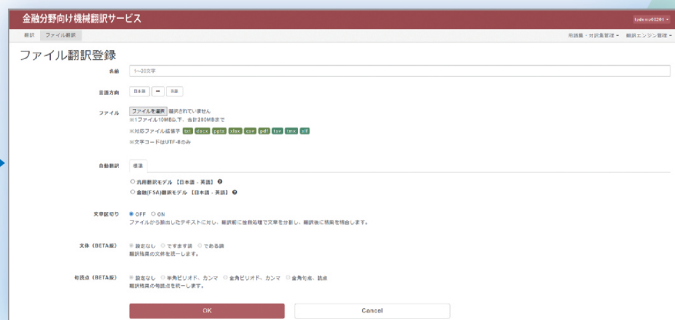 金融分野向け機械翻訳サービス
翻訳 ファイル翻訳 用語集・対訳集管理 翻訳エンジン管理
ファイル翻訳登録
名前 1~30文字
言語方向 日本語 ↔ 英語
ファイル ファイルを選択 選択されていません
※1ファイル10MB以下、合計200MBまで
※対応ファイル拡張子 txt docx pptx xlsx csv pdf tsv tmx xlf
※文字コードはUTF-8のみ
自動翻訳 標準
汎用翻訳モデル 【日本語 - 英語】
金融(FSA)翻訳モデル 【日本語 - 英語】
文章区切り OFF ON
ファイルから抽出したテキストに対し、翻訳前に独自処理で文章を分割し、翻訳後に結果を結合します。
文体 (BETA版) 設定なし ですます調 である調
翻訳結果の文体を統一します。
句読点 (BETA版) 設定なし 半角ピリオド、カンマ 全角ピリオド、カンマ 全角句点、読点
翻訳結果の句読点を統一します。
OK Cancel